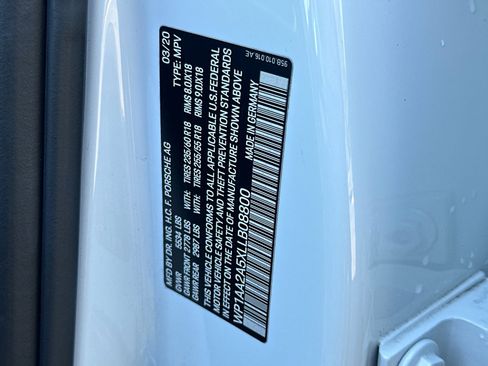 MFD. BY DR. ING. H.C. F. PORSCHE AG 03/20
GVWR 5534 LBS TYPE: MPV
GAWR FRONT 2778 LBS WITH: TIRES 235/60 R18 RIMS 8.0JX18
GAWR REAR 2987 LBS WITH: TIRES 255/55 R18 RIMS 9.0JX18
THIS VEHICLE CONFORMS TO ALL APPLICABLE U.S. FEDERAL
MOTOR VEHICLE SAFETY AND THEFT PREVENTION STANDARDS
IN EFFECT ON THE DATE OF MANUFACTURE SHOWN ABOVE
MADE IN GERMANY
WP1AA2A5XLLB08800
95B.010.016.AE